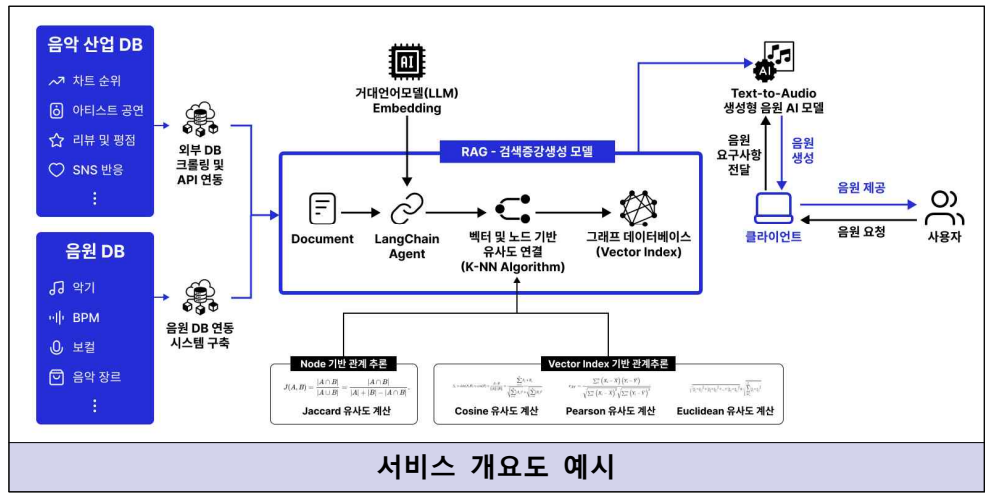 음악 산업 DB
차트 순위
아티스트 공연
리뷰 및 평점
SNS 반응
외부 DB
크롤링 및
API 연동
음원 DB
악기
BPM
보컬
음악 장르
음원 DB 연동
시스템 구축
AI
거대언어모델(LLM)
Embedding
RAG - 검색증강생성 모델
Document
LangChain
Agent
벡터 및 노드 기반
유사도 연결
(K-NN Algorithm)
그래프 데이터베이스
(Vector Index)
Node 기반 관계 추론
J(A, B) = |A ∩ B| / |A ∪ B| = |A ∩ B| / (|A| + |B| − |A ∩ B|).
Jaccard 유사도 계산
Vector Index 기반 관계추론
Cosine 유사도 계산
Pearson 유사도 계산
Euclidean 유사도 계산
AI
Text-to-Audio
생성형 음원 AI 모델
음원
요구사항
전달
음원
생성
음원 제공
음원 요청
클라이언트
사용자
서비스 개요도 예시